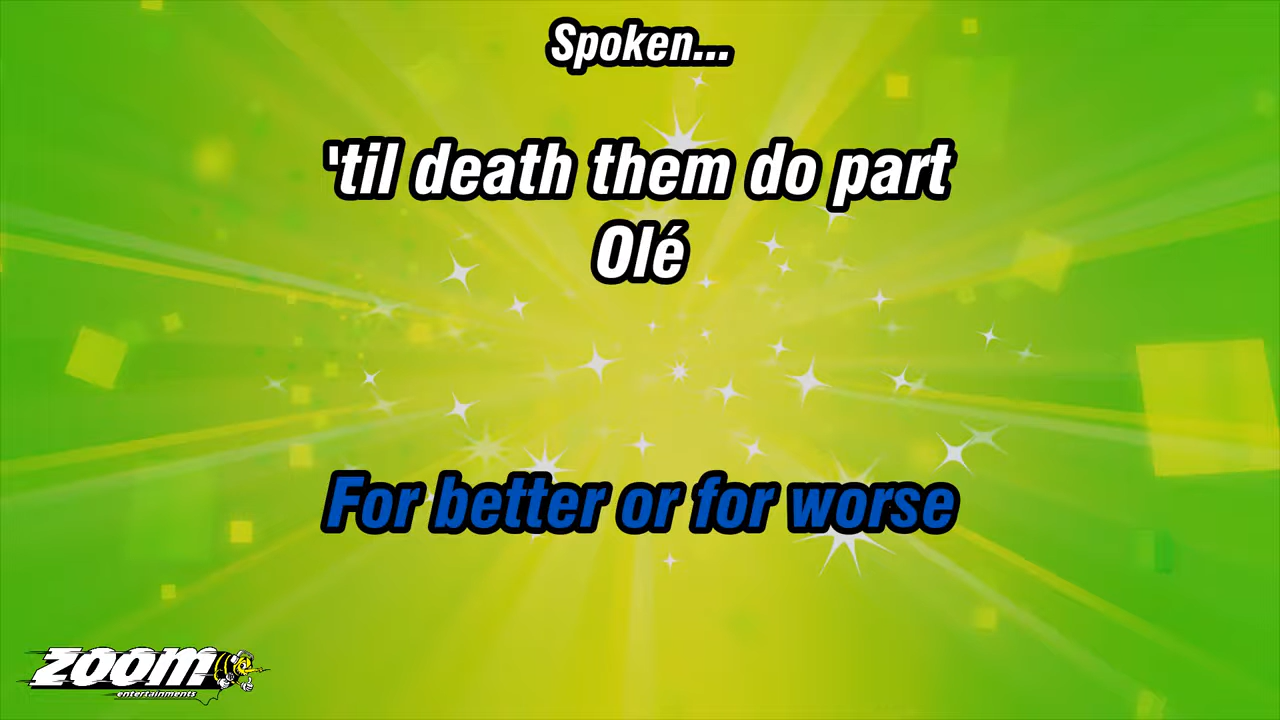 Spoken...
'til death them do part
Olé
For better or for worse
zoom
entertainments